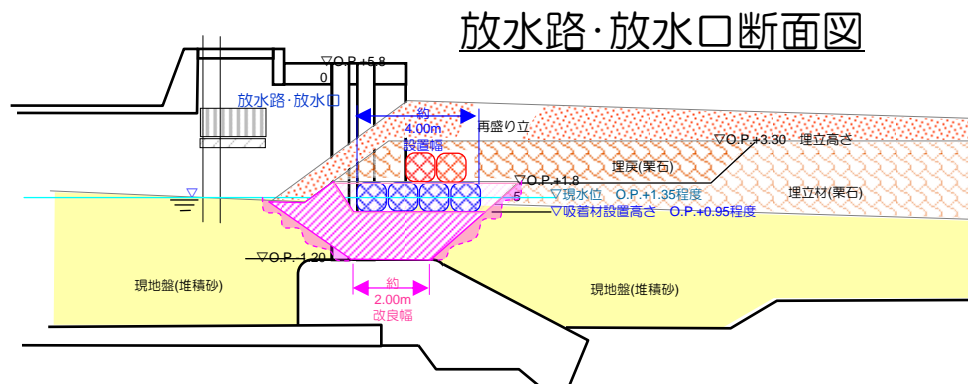 放水路・放水口断面図
▽O.P.+5.8
0
放水路・放水口
約
4.00m
設置幅
再盛り立
▽O.P.+3.30 埋立高さ
埋戻(栗石)
▽O.P.+1.8
5
▽現水位 O.P.+1.35程度
埋立材(栗石)
▽吸着材設置高さ O.P.+0.95程度
▽O.P.-1.20
現地盤(堆積砂)
現地盤(堆積砂)
約
2.00m
改良幅